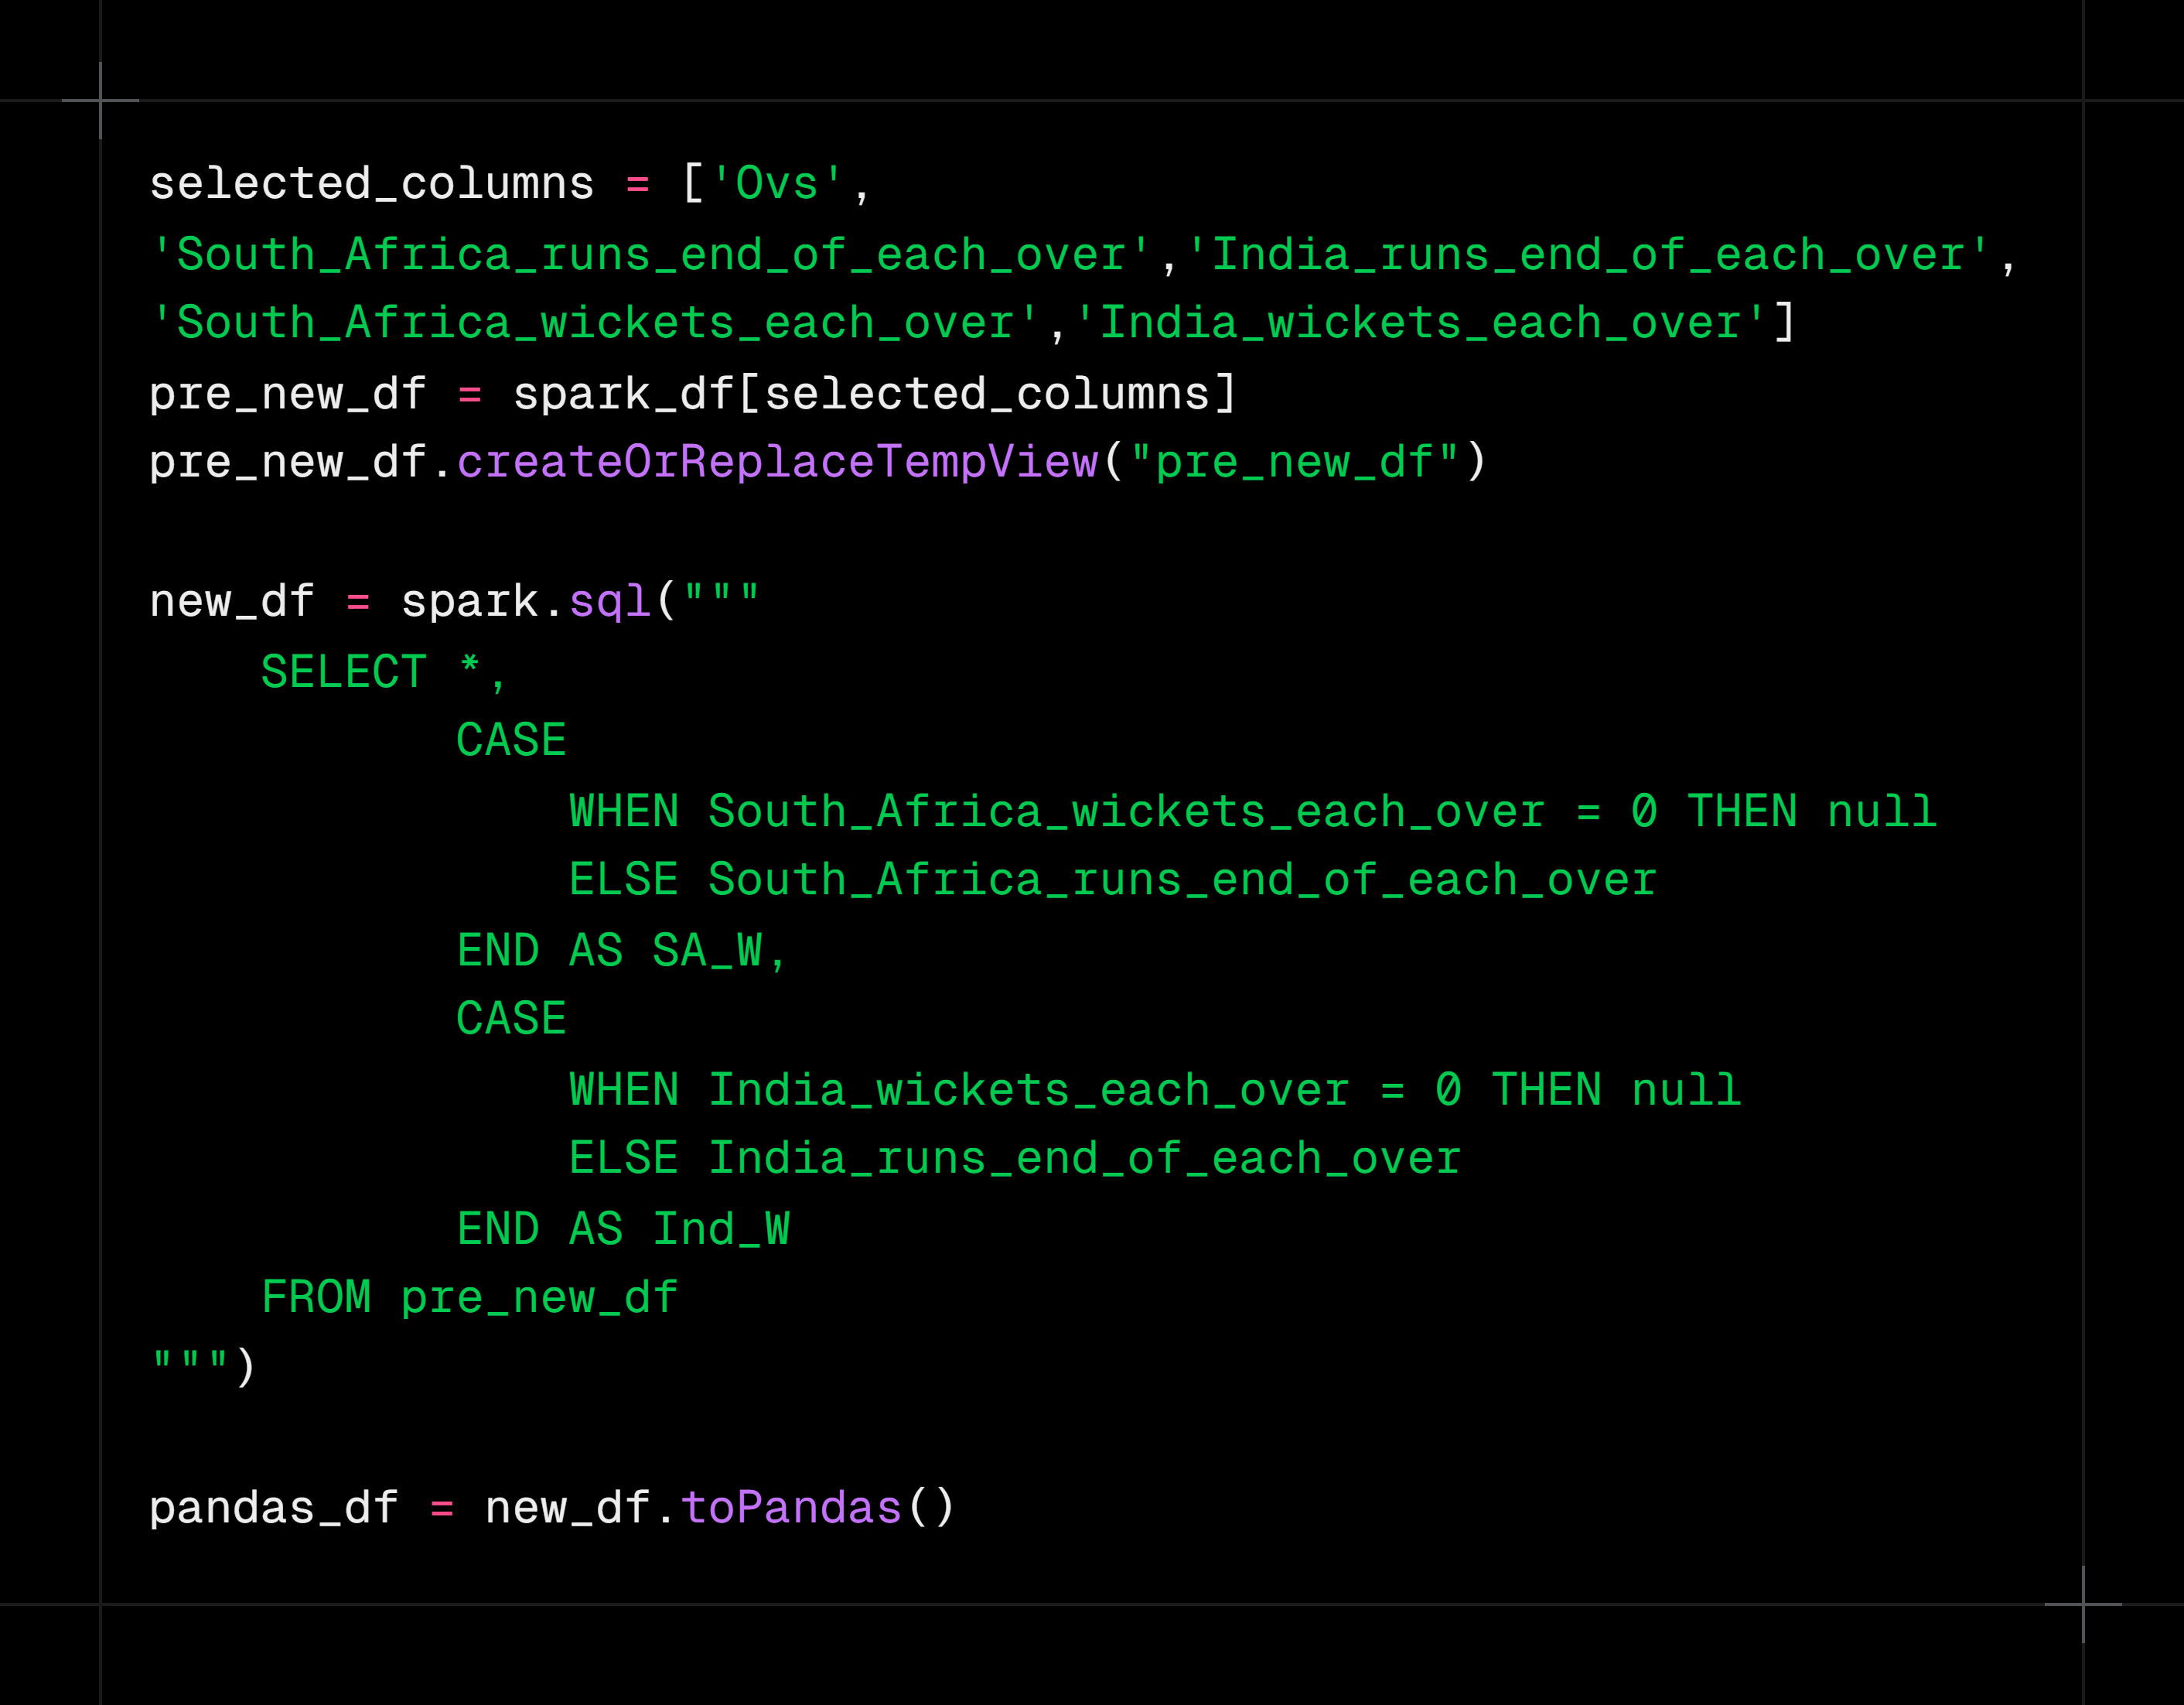 selected_columns = ['Ovs',
'South_Africa_runs_end_of_each_over','India_runs_end_of_each_over',
'South_Africa_wickets_each_over','India_wickets_each_over']
pre_new_df = spark_df[selected_columns]
pre_new_df.createOrReplaceTempView("pre_new_df")

new_df = spark.sql("""
    SELECT *,
           CASE
               WHEN South_Africa_wickets_each_over = 0 THEN null
               ELSE South_Africa_runs_end_of_each_over
           END AS SA_W,
           CASE
               WHEN India_wickets_each_over = 0 THEN null
               ELSE India_runs_end_of_each_over
           END AS Ind_W
    FROM pre_new_df
""")

pandas_df = new_df.toPandas()